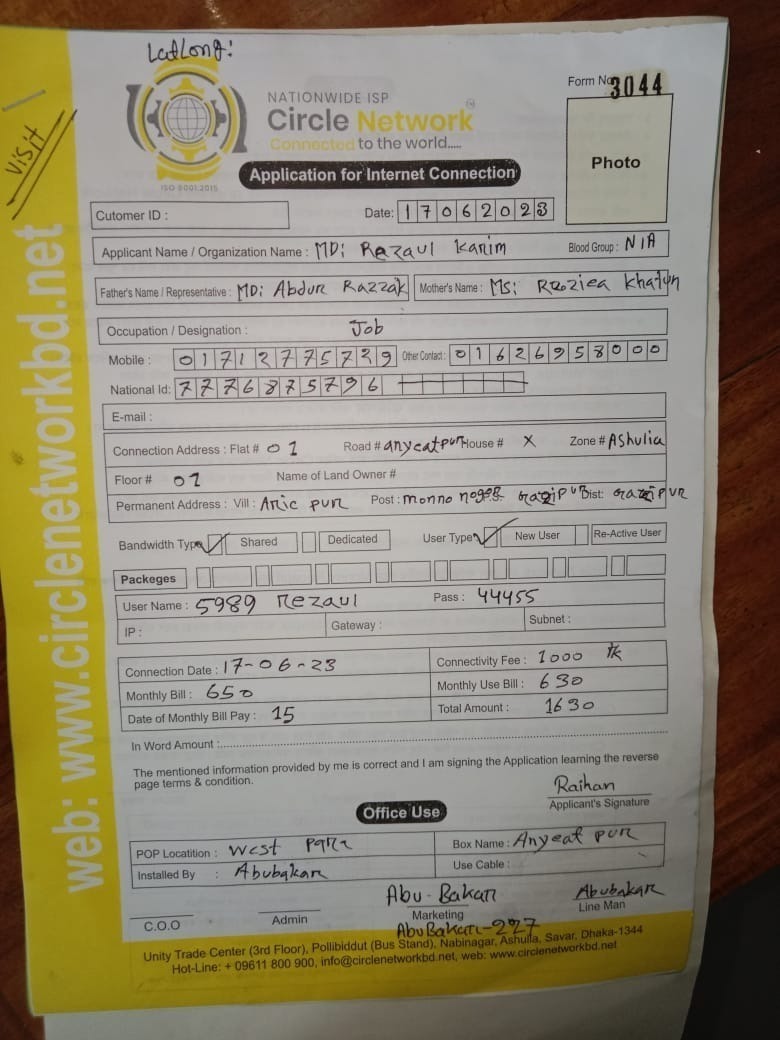 LatLong:
VISIT
web: www.circlenetworkbd.net
NATIONWIDE ISP
Circle Network
Connected to the world.....
ISO 9001:2015
Form No. 3044
Photo
Application for Internet Connection
Cutomer ID :
Date: 17062023
Applicant Name / Organization Name : MD: Rezaul Karim Blood Group : N/A
Father's Name / Representative : MD: Abdur Razzak Mother's Name : Ms: Khatun
Occupation / Designation : Job
Mobile : 01712775729 Other Contact : 01626958000
National Id: 7776875796
E-mail :
Connection Address : Flat # 01 Road # anyeatpur House # X Zone # Ashulia
Floor # 01 Name of Land Owner #
Permanent Address : Vill : Aric pur Post : monno Dist: gazipur
Bandwidth Type Shared Dedicated User Type New User Re-Active User
Packeges
User Name : 5989 rezaul Pass : 44455
IP : Gateway : Subnet :
Connection Date : 17-06-23 Connectivity Fee : 1000 tk
Monthly Bill : 650 Monthly Use Bill : 630
Date of Monthly Bill Pay : 15 Total Amount : 1630
In Word Amount :
The mentioned information provided by me is correct and I am signing the Application learning the reverse
page terms & condition.
Raihan
Applicant's Signature
Office Use
POP Locatition : West para Box Name : Anyeat pur
Installed By : Abubakar Use Cable :
Abu-Bakar Abubakar
C.O.O Admin Marketing Line Man
AbuBakar-227
Unity Trade Center (3rd Floor), Pollibiddut (Bus Stand), Nabinagar, Ashulia, Savar, Dhaka-1344
Hot-Line: + 09611 800 900, info@circlenetworkbd.net, web: www.circlenetworkbd.net